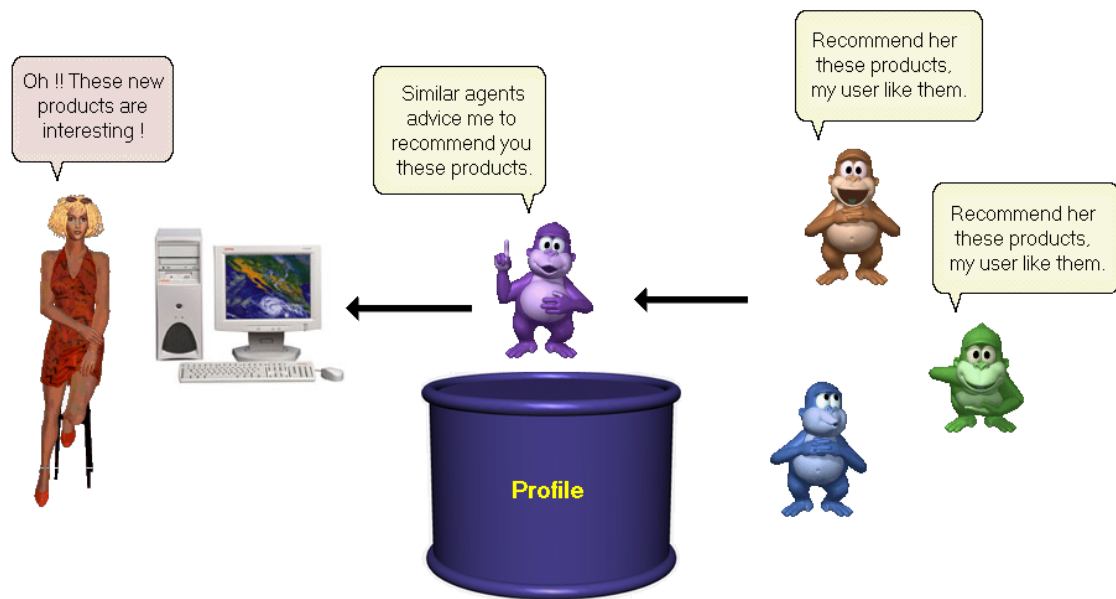 Oh !! These new
products are
interesting !
Similar agents
advice me to
recommend you
these products.
Recommend her
these products,
my user like them.
Recommend her
these products,
my user like them.
Profile